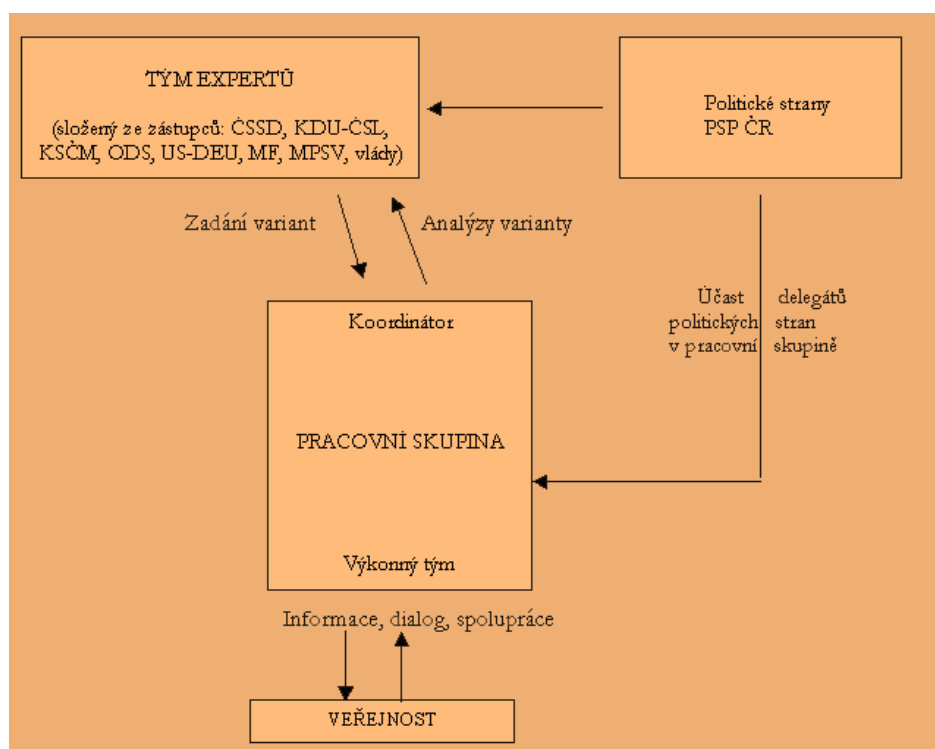 TÝM EXPERTŮ
(složený ze zástupců: ČSSD, KDU-ČSL,
KSČM, ODS, US-DEU, MF, MPSV, vlády)
Politické strany
PSP ČR
Zadání variant
Analýzy varianty
Účast delegátů
politických stran
v pracovní skupině
Koordinátor
PRACOVNÍ SKUPINA
Výkonný tým
Informace, dialog, spolupráce
VEŘEJNOST